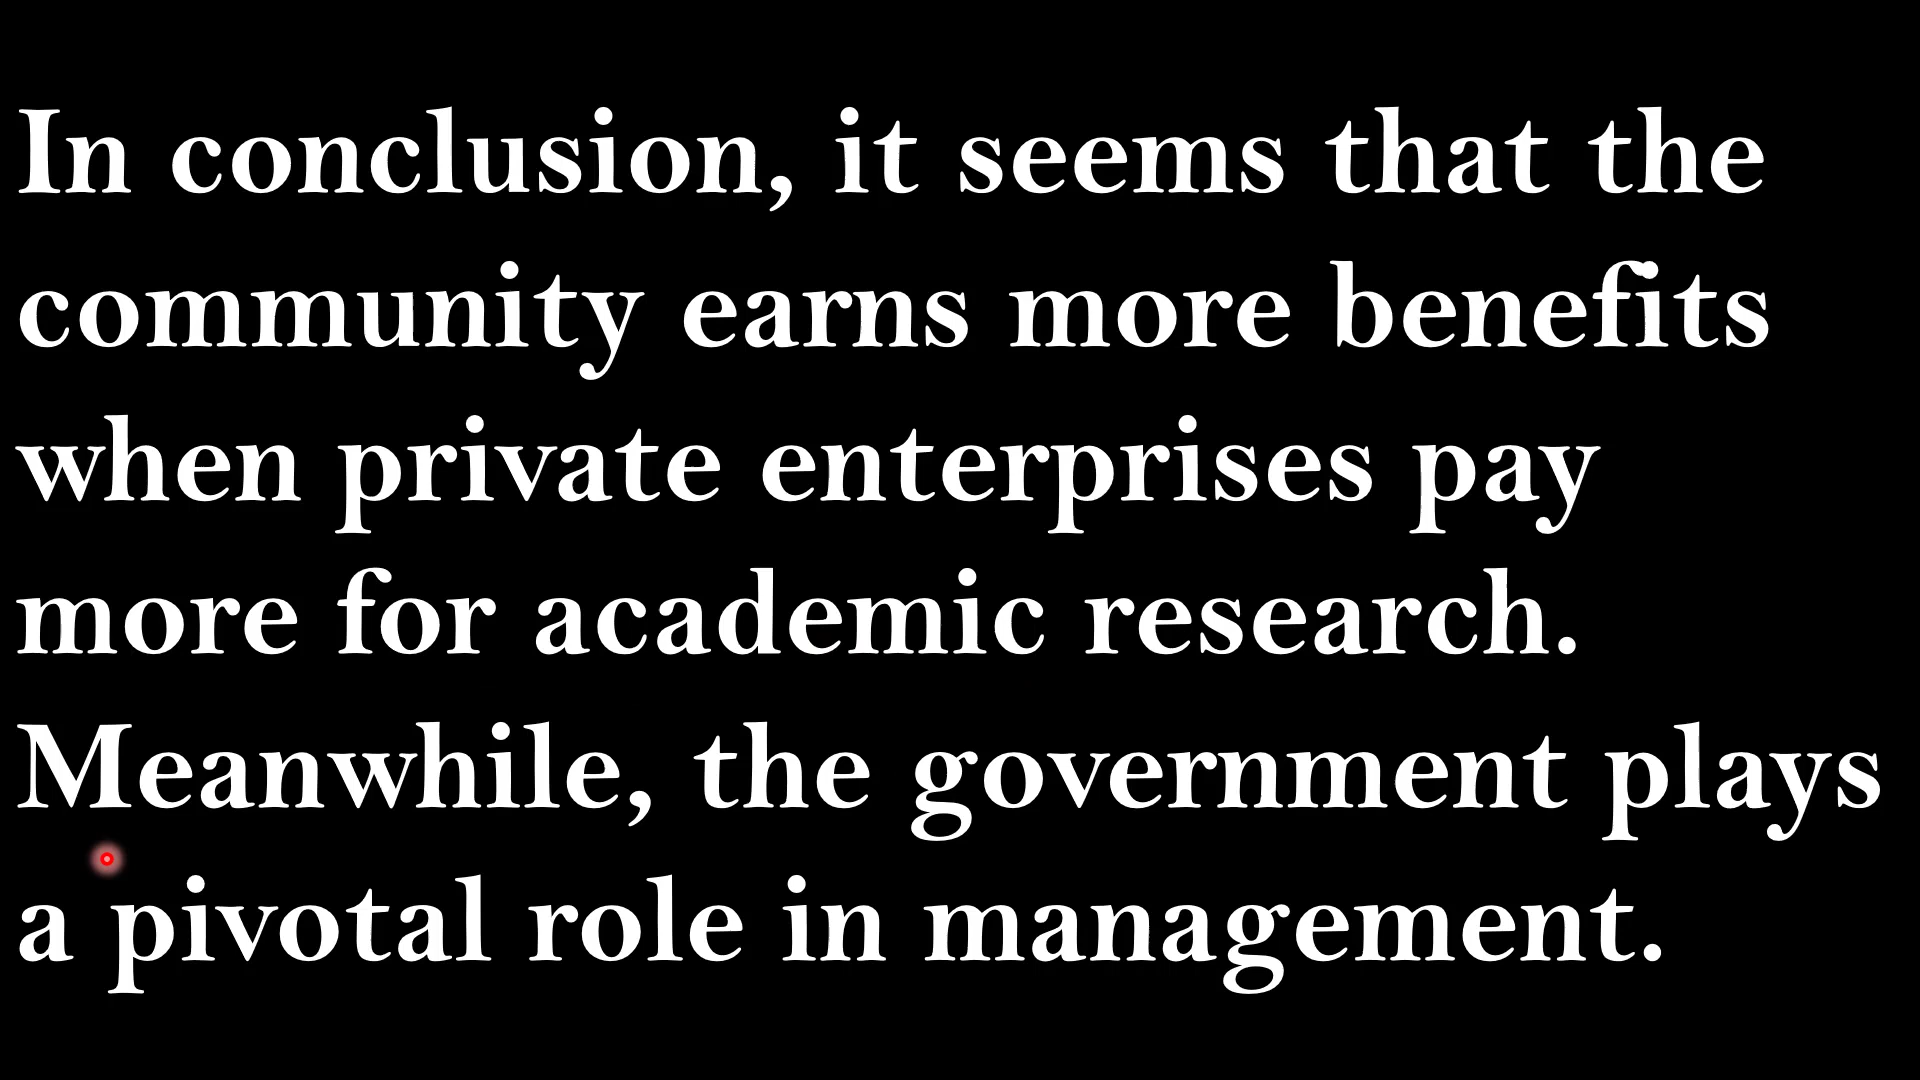 In conclusion, it seems that the
community earns more benefits
when private enterprises pay
more for academic research.
Meanwhile, the government plays
a pivotal role in management.